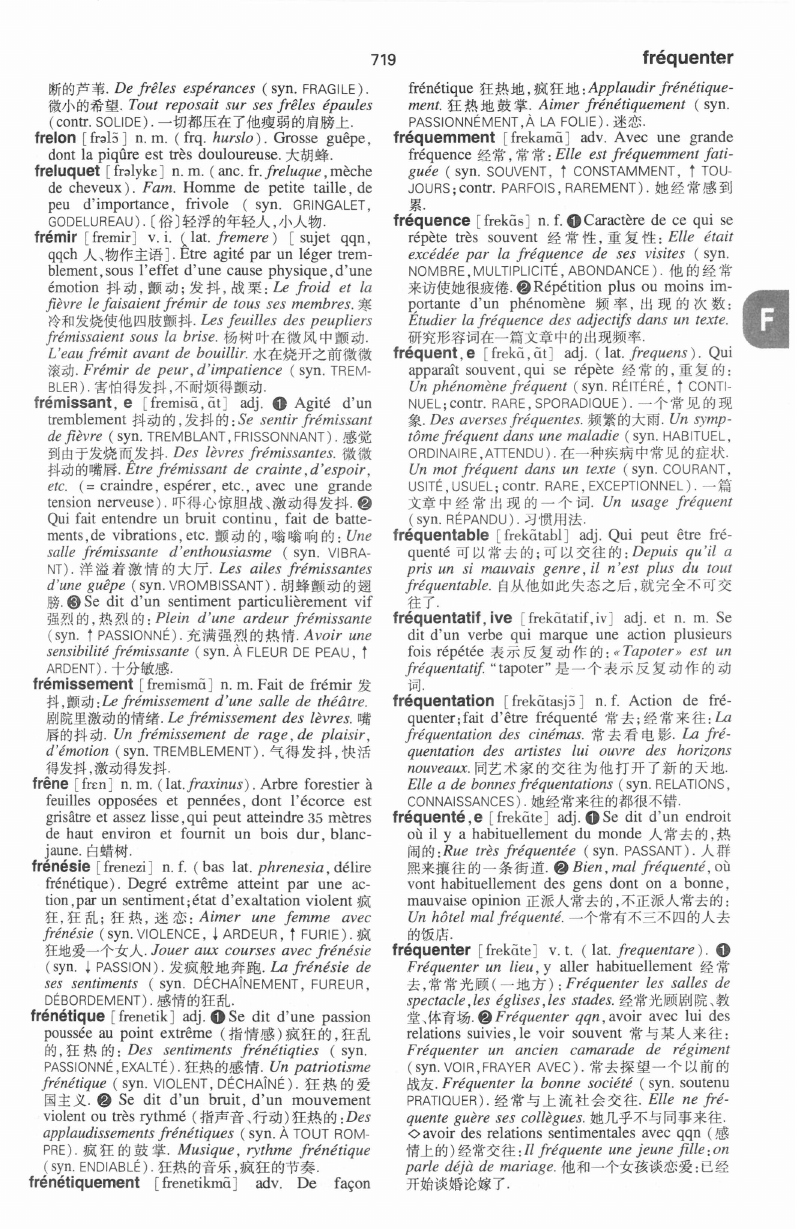 719
fréquenter
断的芦苇. De frêles espérances ( syn. FRAGILE ) .
微小的希望. Tout reposait sur ses frêles épaules
( contr. SOLIDE ) . 一切都压在了他瘦弱的肩膀上.
frelon [ frəlɔ̃ ] n. m. ( frq. hurslo ) . Grosse guêpe,
dont la piqûre est très douloureuse. 大胡蜂.
freluquet [ frəlykɛ ] n. m. ( anc. fr. freluque , mèche
de cheveux ) . Fam. Homme de petite taille, de
peu d'importance, frivole ( syn. GRINGALET,
GODELUREAU ) . 〔俗〕轻浮的年轻人,小人物.
frémir [ fremir ] v. i. ( lat. fremere ) [ sujet qqn,
qqch 人、物作主语 ] . Être agité par un léger trem-
blement, sous l'effet d'une cause physique, d'une
émotion 抖动, 颤动; 发抖, 战栗: Le froid et la
fièvre le faisaient frémir de tous ses membres. 寒
冷和发烧使他四肢颤抖. Les feuilles des peupliers
frémissaient sous la brise. 杨树叶在微风中颤动.
L'eau frémit avant de bouillir. 水在烧开之前微微
滚动. Frémir de peur, d'impatience ( syn. TREM-
BLER ) . 害怕得发抖,不耐烦得颤动.
frémissant, e [ fremisɑ̃, ɑ̃t ] adj. ❶ Agité d'un
tremblement 抖动的, 发抖的: Se sentir frémissant
de fièvre ( syn. TREMBLANT, FRISSONNANT ) . 感觉
到由于发烧而发抖. Des lèvres frémissantes. 微微
抖动的嘴唇. Être frémissant de crainte, d'espoir,
etc. ( = craindre, espérer, etc., avec une grande
tension nerveuse ) . 吓得心惊胆战、激动得发抖. ❷
Qui fait entendre un bruit continu, fait de batte-
ments, de vibrations, etc. 颤动的, 嗡嗡响的: Une
salle frémissante d'enthousiasme ( syn. VIBRA-
NT ) . 洋溢着激情的大厅. Les ailes frémissantes
d'une guêpe ( syn. VROMBISSANT ) . 胡蜂颤动的翅
膀. ❸ Se dit d'un sentiment particulièrement vif
强烈的, 热烈的: Plein d'une ardeur frémissante
( syn. ↑ PASSIONNÉ ) . 充满强烈的热情. Avoir une
sensibilité frémissante ( syn. À FLEUR DE PEAU, ↑
ARDENT ) . 十分敏感.
frémissement [ fremismɑ̃ ] n. m. Fait de frémir 发
抖, 颤动: Le frémissement d'une salle de théâtre.
剧院里激动的情绪. Le frémissement des lèvres. 嘴
唇的抖动. Un frémissement de rage, de plaisir,
d'émotion ( syn. TREMBLEMENT ) . 气得发抖,快活
得发抖,激动得发抖.
frêne [ frɛn ] n. m. ( lat. fraxinus ) . Arbre forestier à
feuilles opposées et pennées, dont l'écorce est
grisâtre et assez lisse, qui peut atteindre 35 mètres
de haut environ et fournit un bois dur, blanc-
jaune. 白蜡树.
frénésie [ frenezi ] n. f. ( bas lat. phrenesia, délire
frénétique ) . Degré extrême atteint par une ac-
tion, par un sentiment; état d'exaltation violent 疯
狂, 狂乱; 狂热, 迷恋: Aimer une femme avec
frénésie ( syn. VIOLENCE, ↓ ARDEUR, ↑ FURIE ) . 疯
狂地爱一个女人. Jouer aux courses avec frénésie
( syn. ↓ PASSION ) . 发疯般地奔跑. La frénésie de
ses sentiments ( syn. DÉCHAÎNEMENT, FUREUR,
DÉBORDEMENT ) . 感情的狂乱.
frénétique [ frenetik ] adj. ❶ Se dit d'une passion
poussée au point extrême (指情感) 疯狂的, 狂乱
的, 狂热的: Des sentiments frénétiqties ( syn.
PASSIONNÉ, EXALTÉ ) . 狂热的感情. Un patriotisme
frénétique ( syn. VIOLENT, DÉCHAÎNÉ ) . 狂热的爱
国主义. ❷ Se dit d'un bruit, d'un mouvement
violent ou très rythmé (指声音、行动)狂热的: Des
applaudissements frénétiques ( syn. À TOUT ROM-
PRE ) . 疯狂的鼓掌. Musique, rythme frénétique
( syn. ENDIABLÉ ) . 狂热的音乐,疯狂的节奏.
frénétiquement [ frenetikmɑ̃ ] adv. De façon
frénétique 狂热地, 疯狂地: Applaudir frénétique-
ment. 狂热地鼓掌. Aimer frénétiquement ( syn.
PASSIONNÉMENT, À LA FOLIE ) . 迷恋.
fréquemment [ frekamɑ̃ ] adv. Avec une grande
fréquence 经常, 常常: Elle est fréquemment fati-
guée ( syn. SOUVENT, ↑ CONSTAMMENT, ↑ TOU-
JOURS; contr. PARFOIS, RAREMENT ) . 她经常感到
累.
fréquence [ frekɑ̃s ] n. f. ❶ Caractère de ce qui se
répète très souvent 经常性, 重复性: Elle était
excédée par la fréquence de ses visites ( syn.
NOMBRE, MULTIPLICITÉ, ABONDANCE ) . 他的经常
来访使她很疲倦. ❷ Répétition plus ou moins im-
portante d'un phénomène 频率, 出现的次数:
Étudier la fréquence des adjectifs dans un texte.
研究形容词在一篇文章中的出现频率.
fréquent, e [ frekɑ̃, ɑ̃t ] adj. ( lat. frequens ) . Qui
apparaît souvent, qui se répète 经常的, 重复的:
Un phénomène fréquent ( syn. RÉITÉRÉ, ↑ CONTI-
NUEL; contr. RARE, SPORADIQUE ) . 一个常见的现
象. Des averses fréquentes. 频繁的大雨. Un symp-
tôme fréquent dans une maladie ( syn. HABITUEL,
ORDINAIRE, ATTENDU ) . 在一种疾病中常见的症状.
Un mot fréquent dans un texte ( syn. COURANT,
USITÉ, USUEL; contr. RARE, EXCEPTIONNEL ) . 一篇
文章中经常出现的一个词. Un usage fréquent
( syn. RÉPANDU ) . 习惯用法.
fréquentable [ frekɑ̃tabl ] adj. Qui peut être fré-
quenté 可以常去的; 可以交往的: Depuis qu'il a
pris un si mauvais genre, il n'est plus du tout
fréquentable. 自从他如此失态之后, 就完全不可交
往了.
fréquentatif, ive [ frekɑ̃tatif, iv ] adj. et n. m. Se
dit d'un verbe qui marque une action plusieurs
fois répétée 表示反复动作的: « Tapoter » est un
fréquentatif. “tapoter”是一个表示反复动作的动
词.
fréquentation [ frekɑ̃tasjɔ̃ ] n. f. Action de fré-
quenter; fait d'être fréquenté 常去; 经常来往: La
fréquentation des cinémas. 常去看电影. La fré-
quentation des artistes lui ouvre des horizons
nouveaux. 同艺术家的交往为他打开了新的天地.
Elle a de bonnes fréquentations ( syn. RELATIONS,
CONNAISSANCES ) . 她经常来往的都很不错.
fréquenté, e [ frekɑ̃te ] adj. ❶ Se dit d'un endroit
où il y a habituellement du monde 人常去的, 热
闹的: Rue très fréquentée ( syn. PASSANT ) . 人群
熙来攘往的一条街道. ❷ Bien, mal fréquenté, où
vont habituellement des gens dont on a bonne,
mauvaise opinion 正派人常去的, 不正派人常去的:
Un hôtel mal fréquenté. 一个常有不三不四的人去
的饭店.
fréquenter [ frekɑ̃te ] v. t. ( lat. frequentare ) . ❶
Fréquenter un lieu, y aller habituellement 经常
去, 常常光顾(一地方): Fréquenter les salles de
spectacle, les églises, les stades. 经常光顾剧院、教
堂、体育场. ❷ Fréquenter qqn, avoir avec lui des
relations suivies, le voir souvent 常与某人来往:
Fréquenter un ancien camarade de régiment
( syn. VOIR, FRAYER AVEC ) . 常去探望一个以前的
战友. Fréquenter la bonne société ( syn. soutenu
PRATIQUER ) . 经常与上流社会交往. Elle ne fré-
quente guère ses collègues. 她几乎不与同事来往.
◇ avoir des relations sentimentales avec qqn (感
情上的)经常交往: Il fréquente une jeune fille; on
parle déjà de mariage. 他和一个女孩谈恋爱;已经
开始谈婚论嫁了.
F